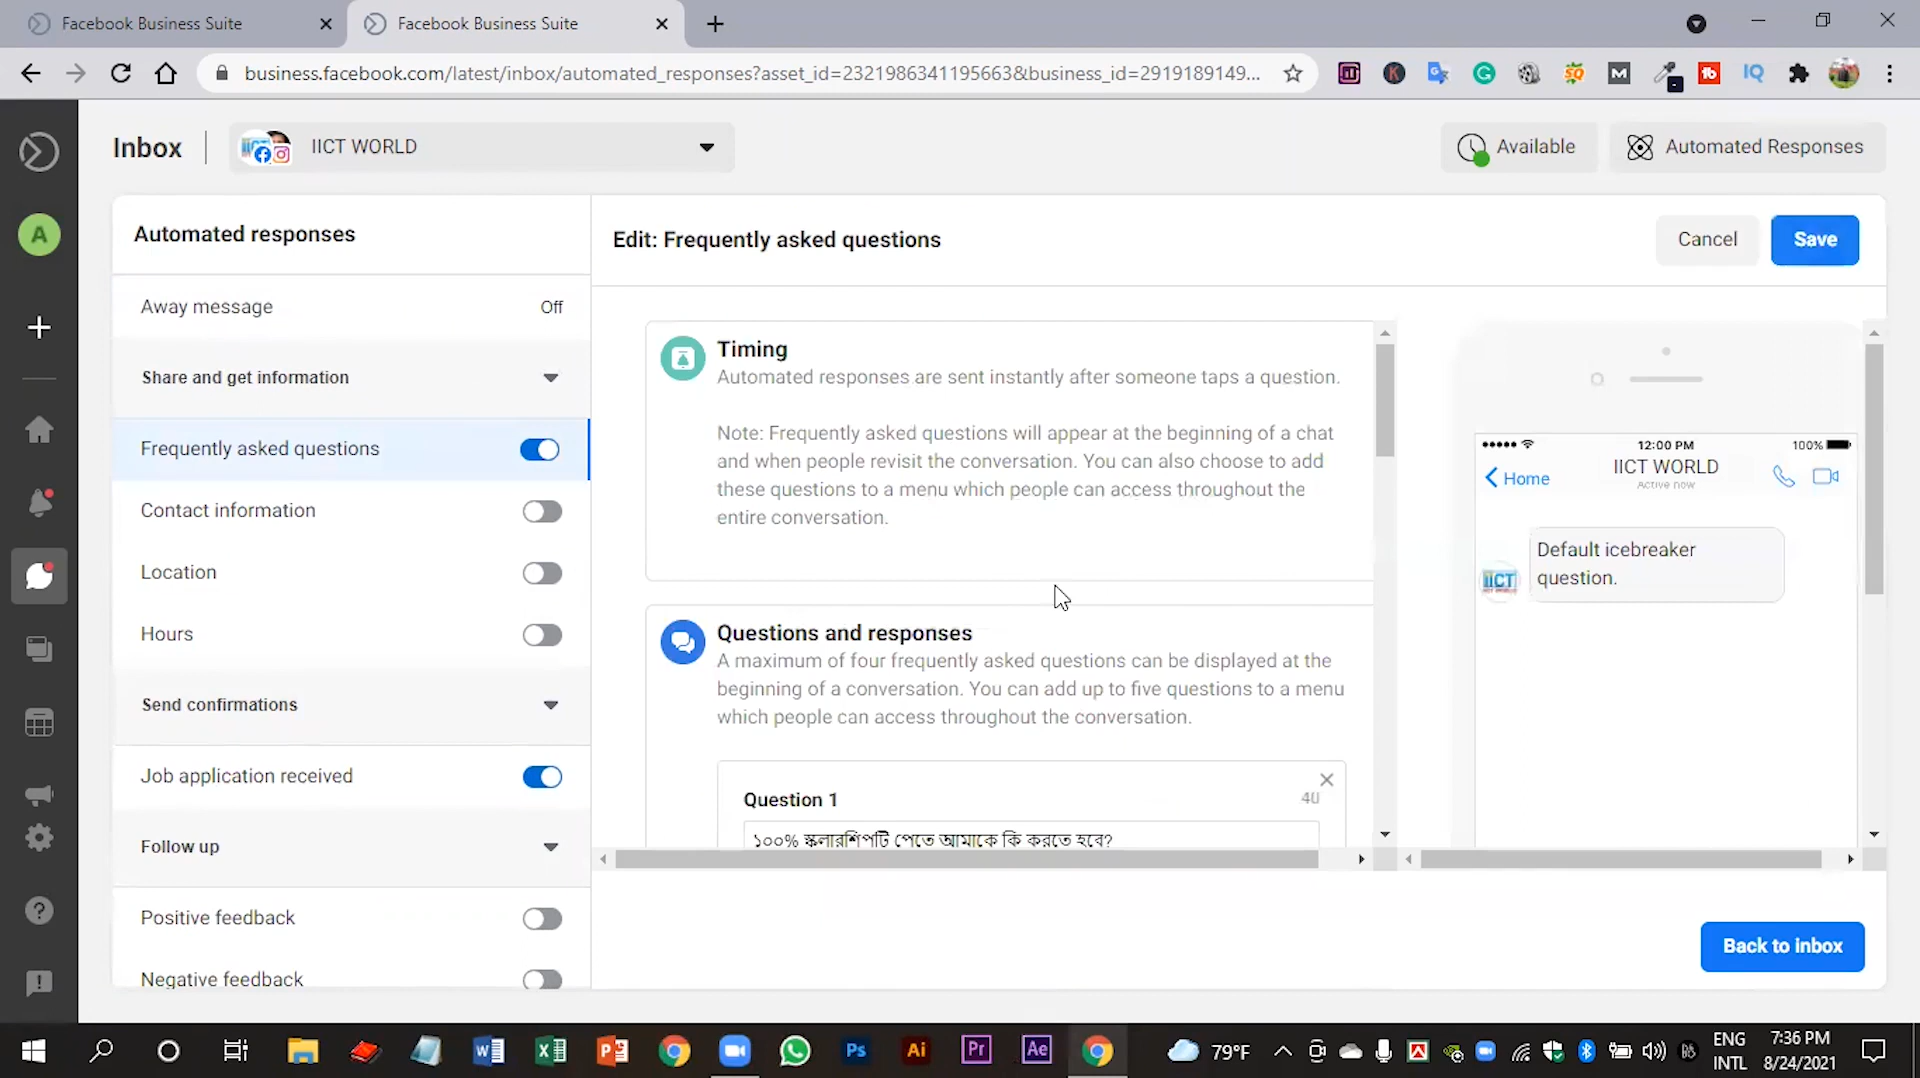 Facebook Business Suite
Facebook Business Suite
business.facebook.com/latest/inbox/automated_responses?asset_id=2321986341195663&business_id=2919189149...
Inbox
IICT WORLD
Available
Automated Responses
Automated responses
Away message Off
Share and get information
Frequently asked questions
Contact information
Location
Hours
Send confirmations
Job application received
Follow up
Positive feedback
Negative feedback
Edit: Frequently asked questions
Cancel
Save
Timing
Automated responses are sent instantly after someone taps a question.
Note: Frequently asked questions will appear at the beginning of a chat
and when people revisit the conversation. You can also choose to add
these questions to a menu which people can access throughout the
entire conversation.
Questions and responses
A maximum of four frequently asked questions can be displayed at the
beginning of a conversation. You can add up to five questions to a menu
which people can access throughout the conversation.
Question 1
40
১০০% স্কলারশিপটি পেতে আমাকে কি করতে হবে?
12:00 PM
100%
Home
IICT WORLD
Active now
IICT
Default icebreaker
question.
Back to inbox
79°F
ENG
INTL
7:36 PM
8/24/2021